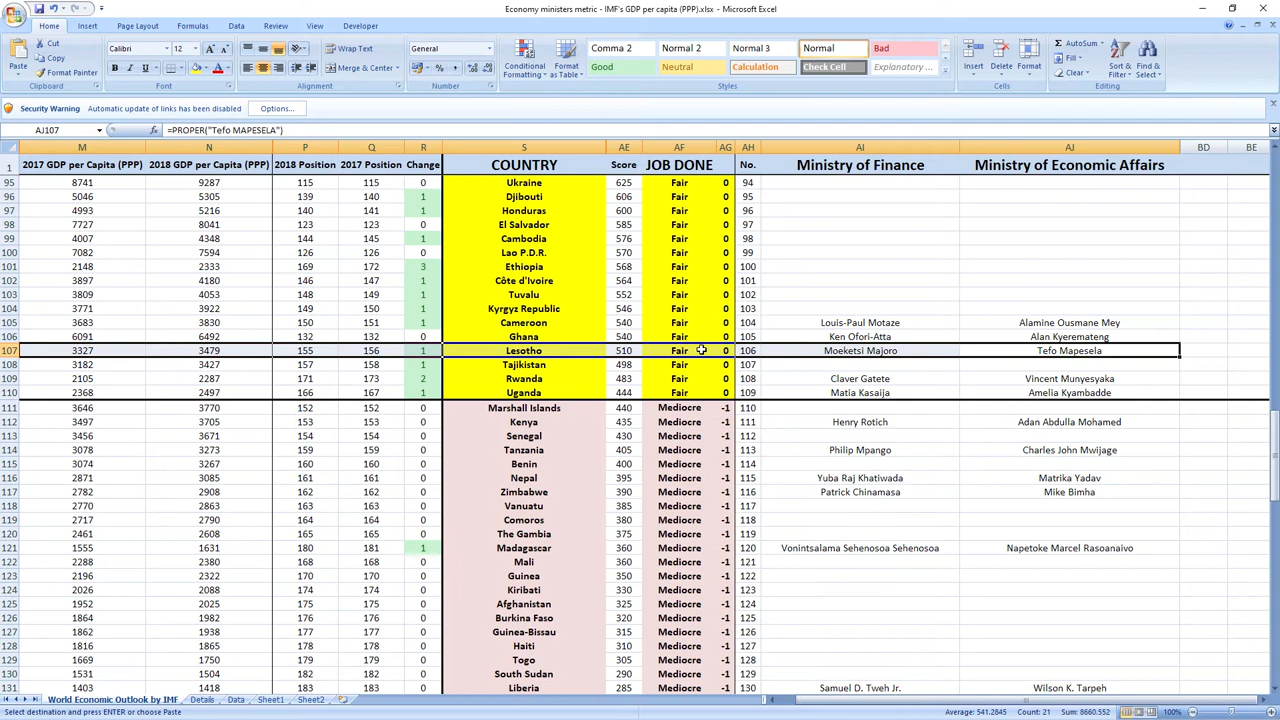 Economy ministers metric - IMF's GDP per capita (PPP).xlsx - Microsoft Excel
Home Insert Page Layout Formulas Data Review View Developer
Paste Cut Copy Format Painter Clipboard
Calibri 12 Font
Wrap Text Merge & Center Alignment
General Number
Conditional Formatting Format as Table
Comma 2 Normal 2 Normal 3 Normal Bad
Good Neutral Calculation Check Cell Explanatory ...
Styles
Insert Delete Format Cells
AutoSum Fill Clear Sort & Filter Find & Select Editing
Security Warning Automatic update of links has been disabled Options...
AJ107 =PROPER("Tefo MAPESELA")
M N P Q R S AE AF AG AH AI AJ BD BE
1 2017 GDP per Capita (PPP) 2018 GDP per Capita (PPP) 2018 Position 2017 Position Change COUNTRY Score JOB DONE No. Ministry of Finance Ministry of Economic Affairs
95 8741 9287 115 115 0 Ukraine 625 Fair 0 94
96 5046 5305 139 140 1 Djibouti 606 Fair 0 95
97 4993 5216 140 141 1 Honduras 600 Fair 0 96
98 7727 8041 123 123 0 El Salvador 585 Fair 0 97
99 4007 4348 144 145 1 Cambodia 576 Fair 0 98
100 7082 7594 126 126 0 Lao P.D.R. 570 Fair 0 99
101 2148 2333 169 172 3 Ethiopia 568 Fair 0 100
102 3897 4180 146 147 1 Côte d'Ivoire 564 Fair 0 101
103 3809 4053 148 149 1 Tuvalu 552 Fair 0 102
104 3771 3922 149 150 1 Kyrgyz Republic 546 Fair 0 103
105 3683 3830 150 151 1 Cameroon 540 Fair 0 104 Louis-Paul Motaze Alamine Ousmane Mey
106 6091 6492 132 132 0 Ghana 540 Fair 0 105 Ken Ofori-Atta Alan Kyeremateng
107 3327 3479 155 156 1 Lesotho 510 Fair 0 106 Moeketsi Majoro Tefo Mapesela
108 3182 3427 157 158 1 Tajikistan 498 Fair 0 107
109 2105 2287 171 173 2 Rwanda 483 Fair 0 108 Claver Gatete Vincent Munyesyaka
110 2368 2497 166 167 1 Uganda 444 Fair 0 109 Matia Kasaija Amelia Kyambadde
111 3646 3770 152 152 0 Marshall Islands 440 Mediocre -1 110
112 3497 3705 153 153 0 Kenya 435 Mediocre -1 111 Henry Rotich Adan Abdulla Mohamed
113 3456 3671 154 154 0 Senegal 430 Mediocre -1 112
114 3078 3273 159 159 0 Tanzania 405 Mediocre -1 113 Philip Mpango Charles John Mwijage
115 3074 3267 160 160 0 Benin 400 Mediocre -1 114
116 2871 3085 161 161 0 Nepal 395 Mediocre -1 115 Yuba Raj Khatiwada Matrika Yadav
117 2782 2928 162 162 0 Zimbabwe 390 Mediocre -1 116 Patrick Chinamasa Mike Bimha
118 2770 2863 163 163 0 Vanuatu 385 Mediocre -1 117
119 2717 2790 164 164 0 Comoros 380 Mediocre -1 118
120 2461 2608 165 165 0 The Gambia 375 Mediocre -1 119
121 1555 1631 180 181 1 Madagascar 360 Mediocre -1 120 Vonintsalama Sehenosoa Sehenosoa Napetoke Marcel Rasoanaivo
122 2288 2380 168 168 0 Mali 360 Mediocre -1 121
123 2196 2322 170 170 0 Guinea 350 Mediocre -1 122
124 2026 2088 174 174 0 Kiribati 330 Mediocre -1 123
125 1952 2025 175 175 0 Afghanistan 325 Mediocre -1 124
126 1864 1982 176 176 0 Burkina Faso 320 Mediocre -1 125
127 1862 1938 177 177 0 Guinea-Bissau 315 Mediocre -1 126
128 1816 1865 178 178 0 Haiti 310 Mediocre -1 127
129 1669 1750 179 179 0 Togo 305 Mediocre -1 128
130 1531 1504 182 182 0 South Sudan 290 Mediocre -1 129
131 1403 1418 183 183 0 Liberia 285 Mediocre -1 130 Samuel D. Tweh Jr. Wilson K. Tarpeh
World Economic Outlook by IMF Details Data Sheet1 Sheet2
Select destination and press ENTER or choose Paste Average: 541.2845 Count: 21 Sum: 8660.552 100%